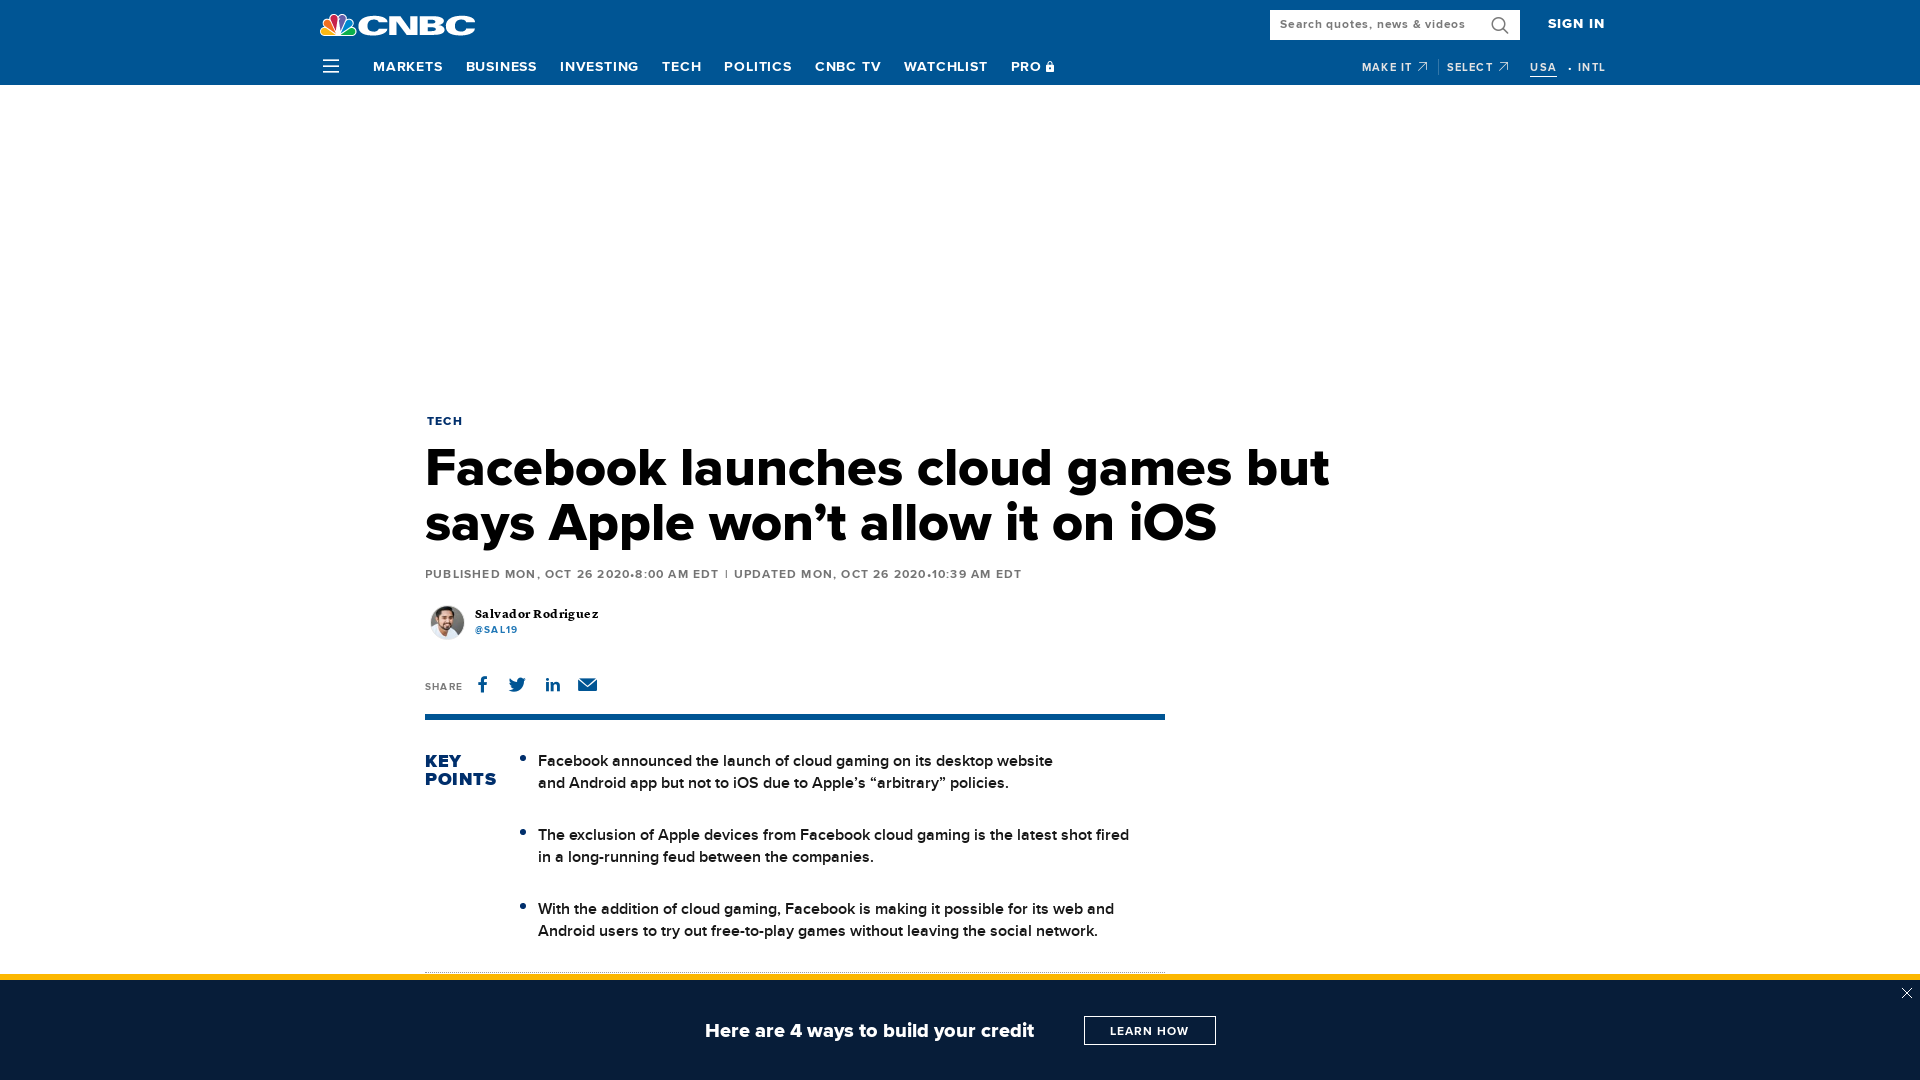 CNBC
Search quotes, news & videos
SIGN IN
MARKETS BUSINESS INVESTING TECH POLITICS CNBC TV WATCHLIST PRO
MAKE IT SELECT USA • INTL
TECH
Facebook launches cloud games but
says Apple won’t allow it on iOS
PUBLISHED MON, OCT 26 2020•8:00 AM EDT | UPDATED MON, OCT 26 2020•10:39 AM EDT
Salvador Rodriguez
@SAL19
SHARE
KEY
POINTS
• Facebook announced the launch of cloud gaming on its desktop website
and Android app but not to iOS due to Apple’s “arbitrary” policies.
• The exclusion of Apple devices from Facebook cloud gaming is the latest shot fired
in a long-running feud between the companies.
• With the addition of cloud gaming, Facebook is making it possible for its web and
Android users to try out free-to-play games without leaving the social network.
Here are 4 ways to build your credit
LEARN HOW